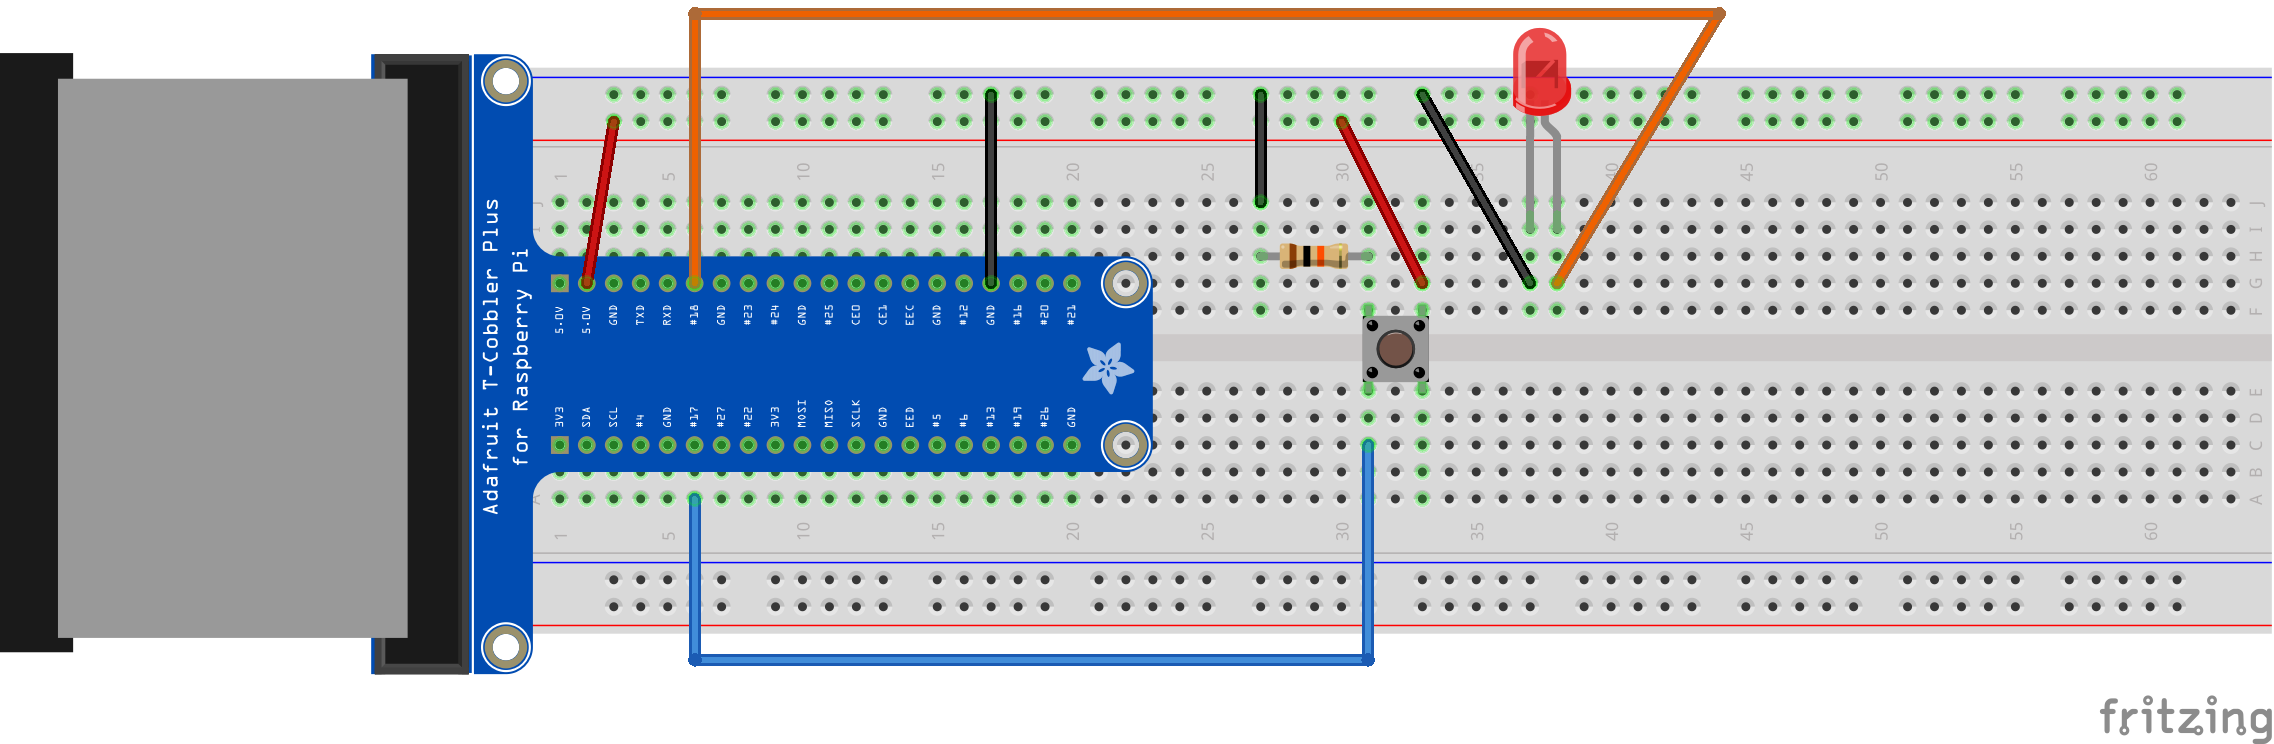 1 5 10 15 20 25 30 35 40 45 50 55 60
J
I
H
G
F
5.0V 5.0V GND TXD RXD #18 GND #23 #24 GND #25 CE0 CE1 EEC GND #12 GND #16 #20 #21
Adafruit T-Cobbler Plus
for Raspberry Pi
3V3 SDA SCL #4 GND #17 #27 #22 3V3 MOSI MISO SCLK GND EED #5 #6 #13 #19 #26 GND
E
D
C
B
A
1 5 10 15 20 25 30 35 40 45 50 55 60
fritzing